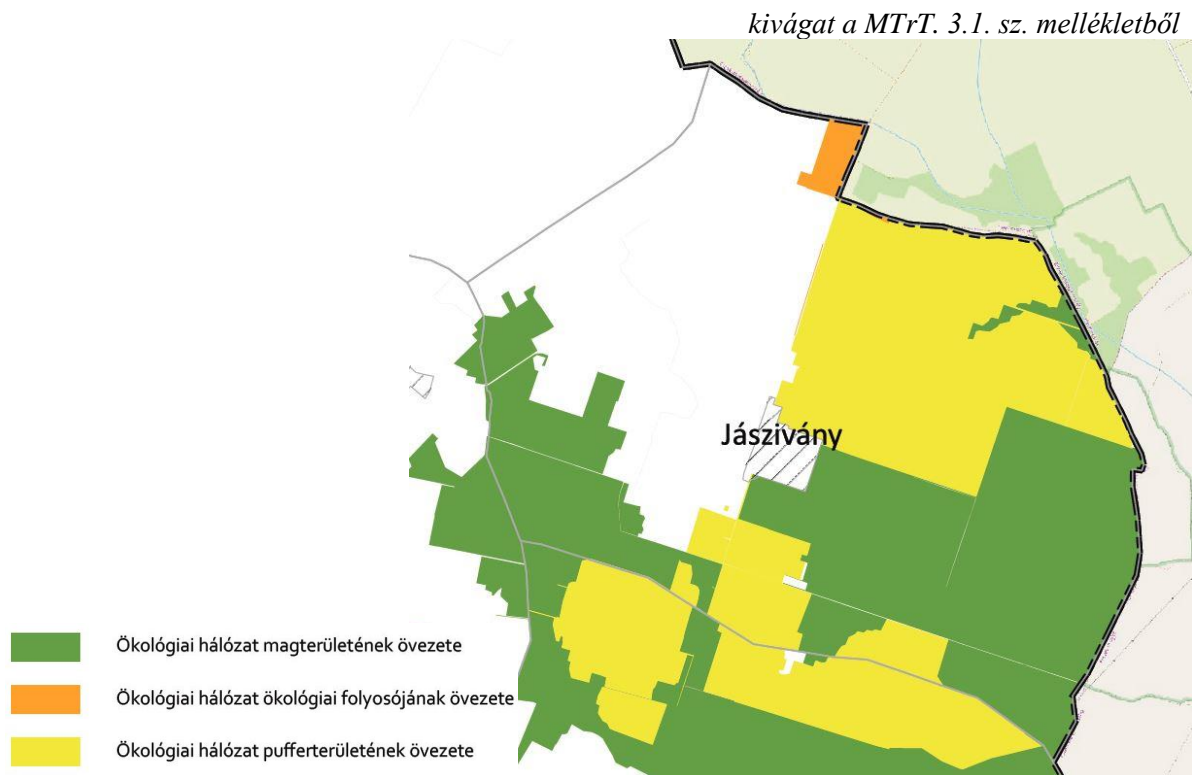 kivágat a MTrT. 3.1. sz. mellékletből
Jászivány
Ökológiai hálózat magterületének övezete
Ökológiai hálózat ökológiai folyosójának övezete
Ökológiai hálózat pufferterületének övezete